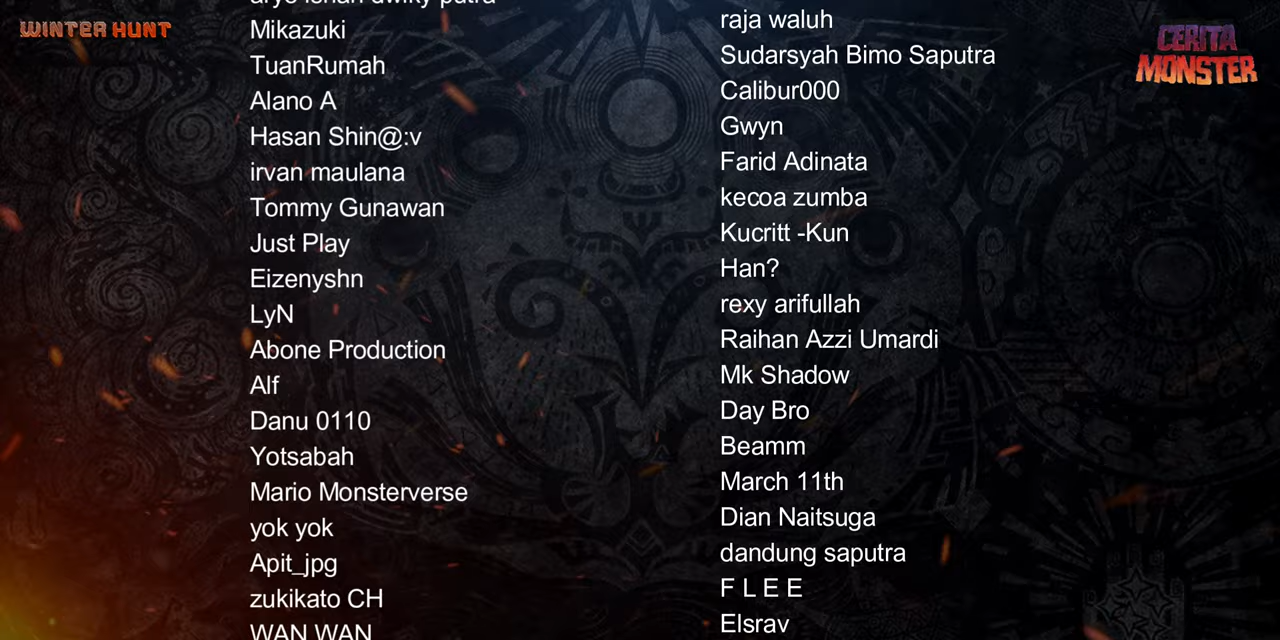 WINTER HUNT
CERITA
MONSTER
Mikazuki
TuanRumah
Alano A
Hasan Shin@:v
irvan maulana
Tommy Gunawan
Just Play
Eizenyshn
LyN
Abone Production
Alf
Danu 0110
Yotsabah
Mario Monsterverse
yok yok
Apit_jpg
zukikato CH
WAN WAN
raja waluh
Sudarsyah Bimo Saputra
Calibur000
Gwyn
Farid Adinata
kecoa zumba
Kucritt -Kun
Han?
rexy arifullah
Raihan Azzi Umardi
Mk Shadow
Day Bro
Beamm
March 11th
Dian Naitsuga
dandung saputra
F L E E
Elsrav